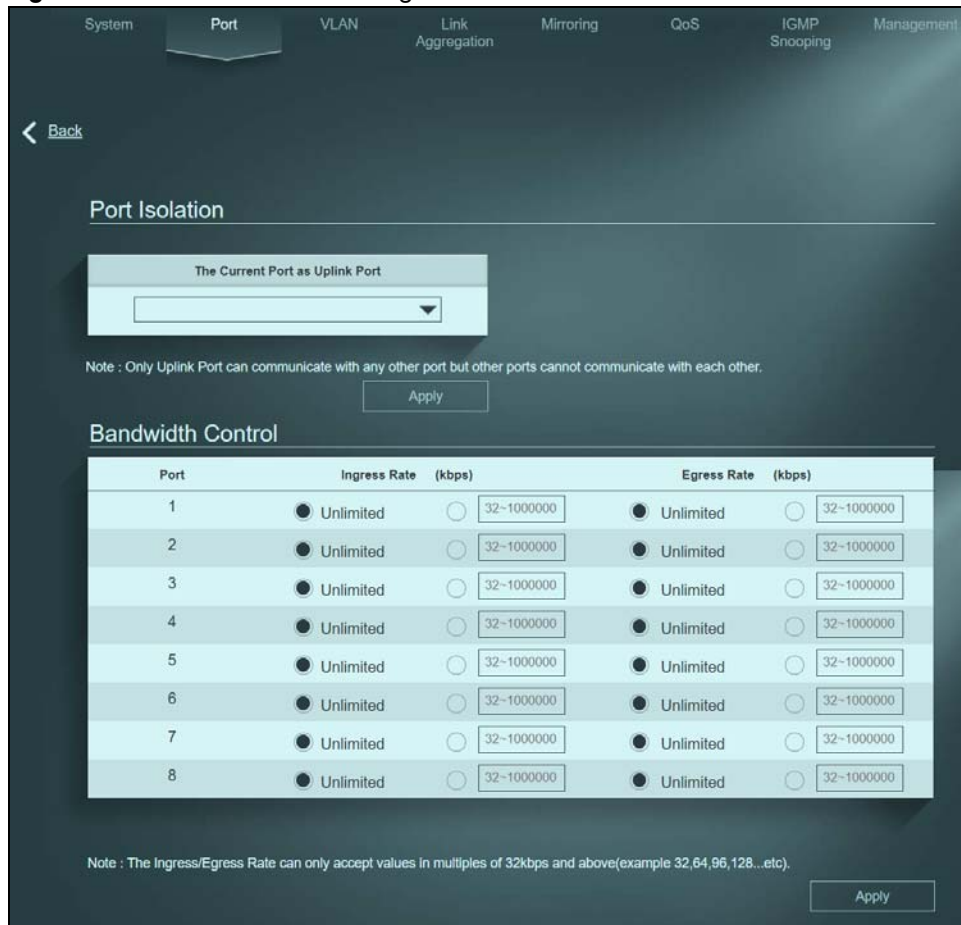 System Port VLAN Link Aggregation Mirroring QoS IGMP Snooping Management
Back
Port Isolation
The Current Port as Uplink Port
Note : Only Uplink Port can communicate with any other port but other ports cannot communicate with each other.
Apply
Bandwidth Control
Port Ingress Rate (kbps) Egress Rate (kbps)
1 Unlimited 32~1000000 Unlimited 32~1000000
2 Unlimited 32~1000000 Unlimited 32~1000000
3 Unlimited 32~1000000 Unlimited 32~1000000
4 Unlimited 32~1000000 Unlimited 32~1000000
5 Unlimited 32~1000000 Unlimited 32~1000000
6 Unlimited 32~1000000 Unlimited 32~1000000
7 Unlimited 32~1000000 Unlimited 32~1000000
8 Unlimited 32~1000000 Unlimited 32~1000000
Note : The Ingress/Egress Rate can only accept values in multiples of 32kbps and above(example 32,64,96,128...etc).
Apply